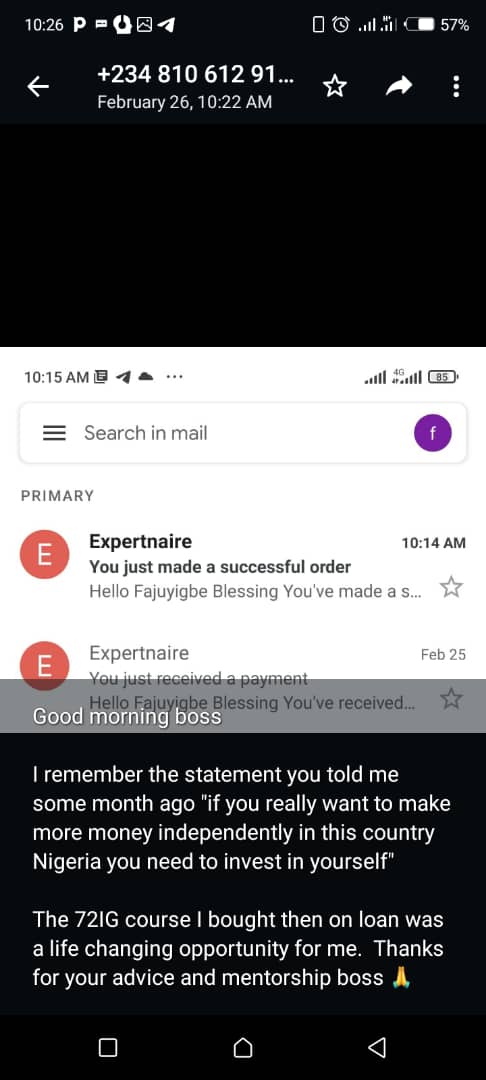 10:26
57%
+234 810 612 91...
February 26, 10:22 AM
10:15 AM
4G
85
Search in mail
f
PRIMARY
E
Expertnaire
10:14 AM
You just made a successful order
Hello Fajuyigbe Blessing You've made a s...
E
Expertnaire
Feb 25
You just received a payment
Hello Fajuyigbe Blessing You've received...
Good morning boss
I remember the statement you told me
some month ago "if you really want to make
more money independently in this country
Nigeria you need to invest in yourself"
The 72IG course I bought then on loan was
a life changing opportunity for me.  Thanks
for your advice and mentorship boss 🙏